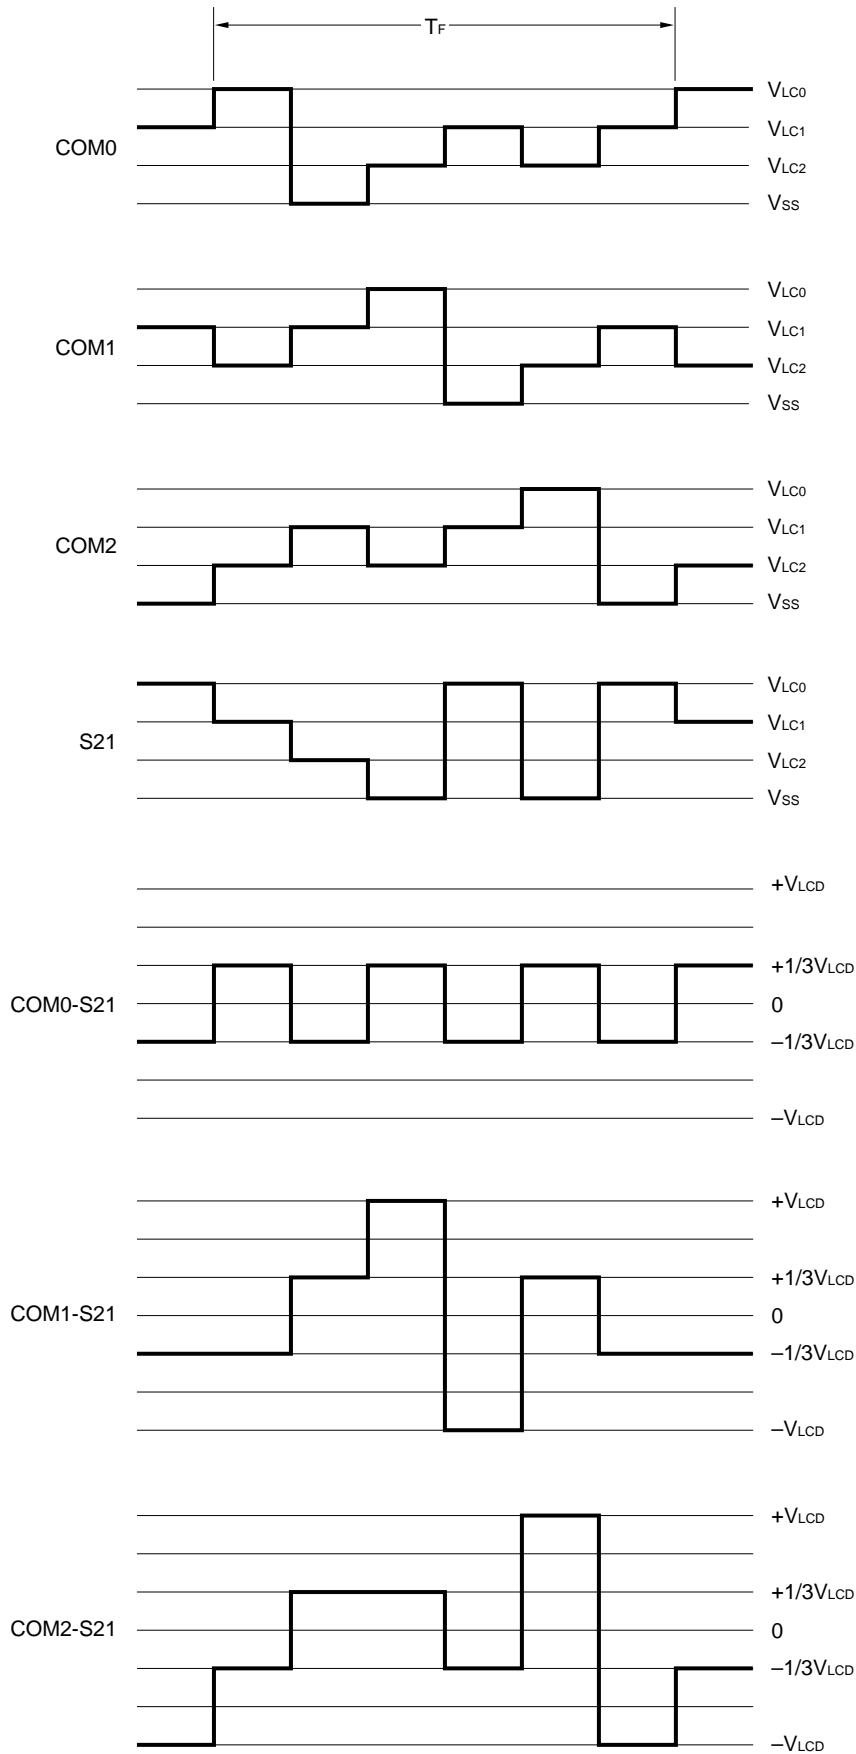 TF
COM0
VLC0
VLC1
VLC2
VSS
COM1
VLC0
VLC1
VLC2
VSS
COM2
VLC0
VLC1
VLC2
VSS
S21
VLC0
VLC1
VLC2
VSS
COM0-S21
+VLCD
+1/3VLCD
0
–1/3VLCD
–VLCD
COM1-S21
+VLCD
+1/3VLCD
0
–1/3VLCD
–VLCD
COM2-S21
+VLCD
+1/3VLCD
0
–1/3VLCD
–VLCD